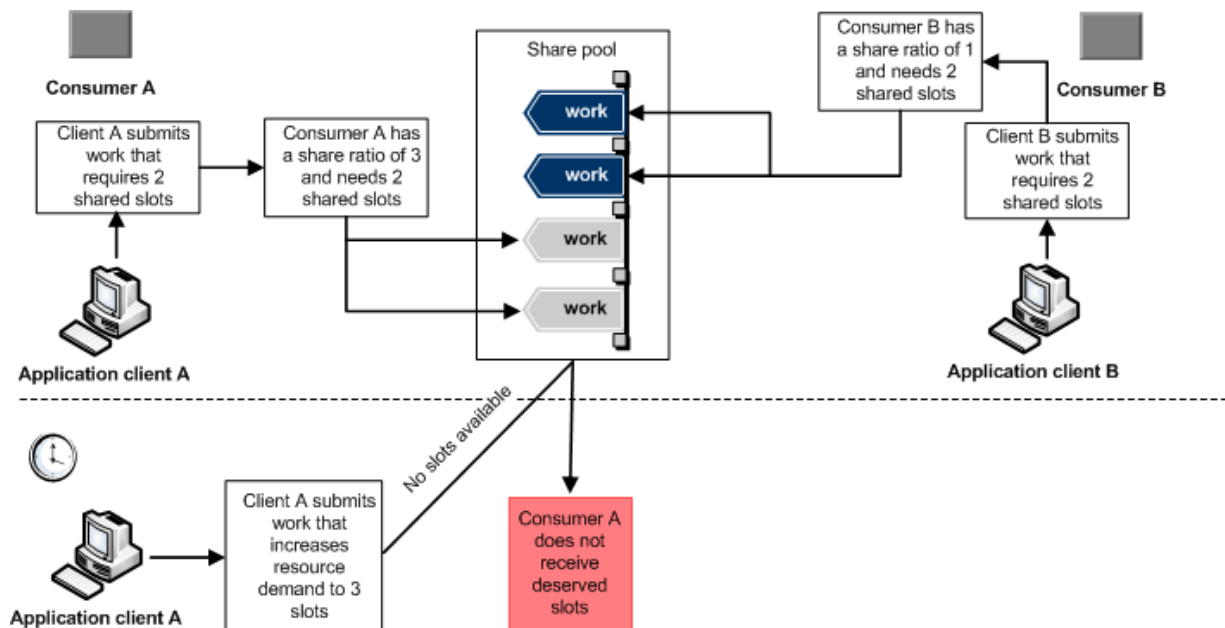 Consumer A
Client A submits
work that
requires 2
shared slots
Application client A
Consumer A has
a share ratio of 3
and needs 2
shared slots
Share pool
work
work
work
work
Consumer B has
a share ratio of 1
and needs 2
shared slots
Consumer B
Client B submits
work that
requires 2
shared slots
Application client B
Application client A
Client A submits
work that
increases
resource
demand to 3
slots
No slots available
Consumer A
does not
receive
deserved
slots